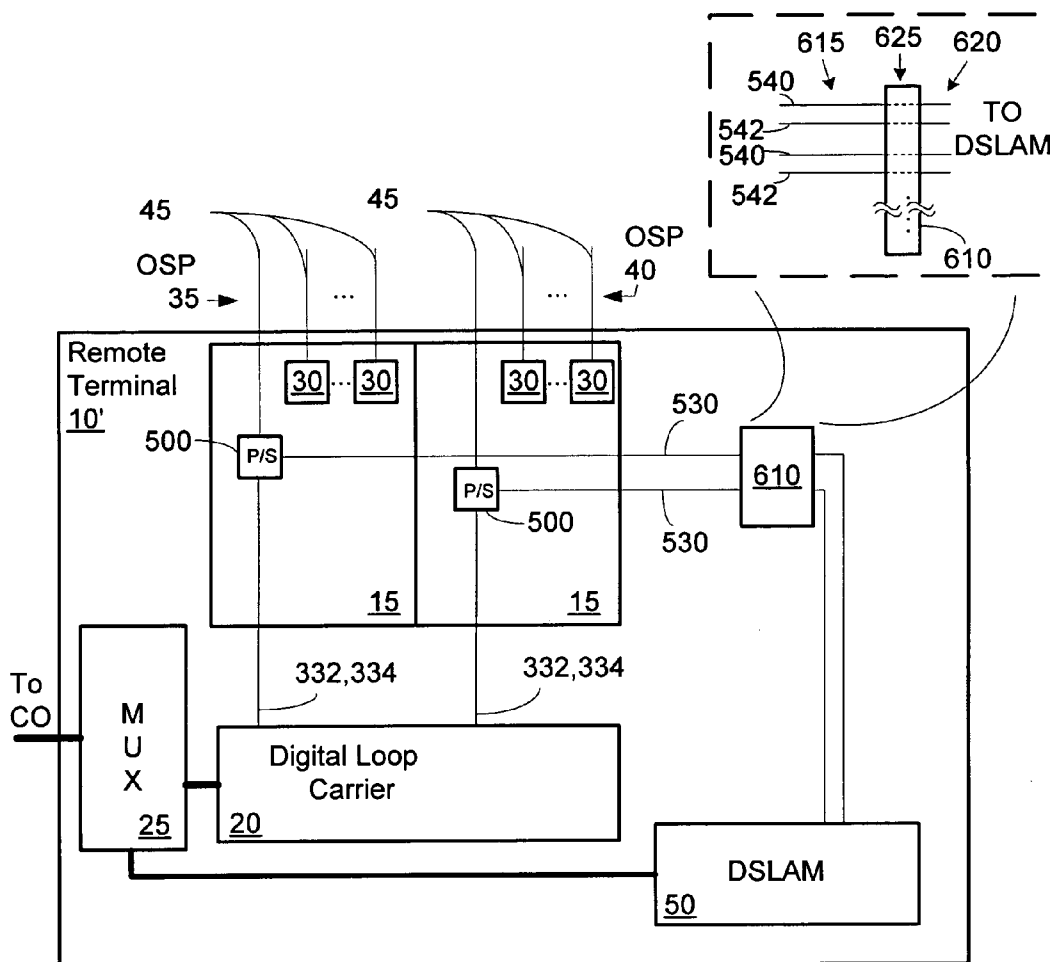 615
625
620
540
542
540
542
TO
DSLAM
610
45
45
OSP
35
OSP
40
...
...
Remote
Terminal
10'
30 ... 30
30 ... 30
500
P/S
P/S
500
530
530
610
15
15
332,334
332,334
To
CO
M
U
X
25
Digital Loop
Carrier
20
DSLAM
50